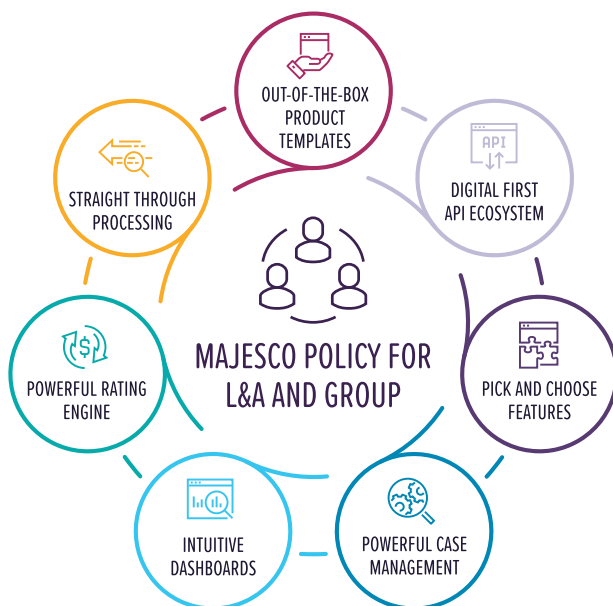 OUT-OF-THE-BOX
PRODUCT
TEMPLATES
API
DIGITAL FIRST
API ECOSYSTEM
PICK AND CHOOSE
FEATURES
POWERFUL CASE
MANAGEMENT
INTUITIVE
DASHBOARDS
POWERFUL RATING
ENGINE
$
STRAIGHT THROUGH
PROCESSING
MAJESCO POLICY FOR
L&A AND GROUP